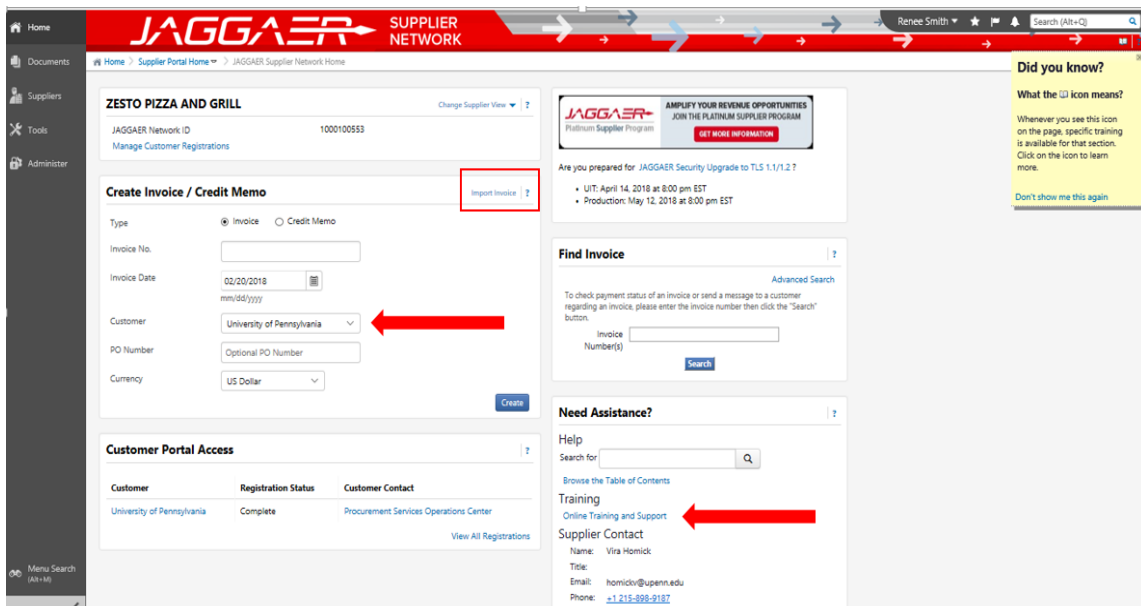 Home
Documents
Suppliers
Tools
Administer
Menu Search
(Alt+M)
JAGGAER
SUPPLIER
NETWORK
Renee Smith
Search (Alt+Q)
Home > Supplier Portal Home > JAGGAER Supplier Network Home
ZESTO PIZZA AND GRILL
Change Supplier View ?
JAGGAER Network ID 1000100553
Manage Customer Registrations
Create Invoice / Credit Memo
Import Invoice ?
Type Invoice Credit Memo
Invoice No.
Invoice Date 02/20/2018
mm/dd/yyyy
Customer University of Pennsylvania
PO Number Optional PO Number
Currency US Dollar
Create
Customer Portal Access ?
Customer Registration Status Customer Contact
University of Pennsylvania Complete Procurement Services Operations Center
View All Registrations
JAGGAER
Platinum Supplier Program
AMPLIFY YOUR REVENUE OPPORTUNITIES
JOIN THE PLATINUM SUPPLIER PROGRAM
GET MORE INFORMATION
Are you prepared for JAGGAER Security Upgrade to TLS 1.1/1.2 ?
• UIT: April 14, 2018 at 8:00 pm EST
• Production: May 12, 2018 at 8:00 pm EST
Find Invoice ?
Advanced Search
To check payment status of an invoice or send a message to a customer
regarding an invoice, please enter the invoice number then click the "Search"
button.
Invoice
Number(s)
Search
Need Assistance? ?
Help
Search for
Browse the Table of Contents
Training
Online Training and Support
Supplier Contact
Name: Vira Homick
Title:
Email: homickv@upenn.edu
Phone: +1 215-898-9187
Did you know?
What the icon means?
Whenever you see this icon
on the page, specific training
is available for that section.
Click on the icon to learn
more.
Don't show me this again